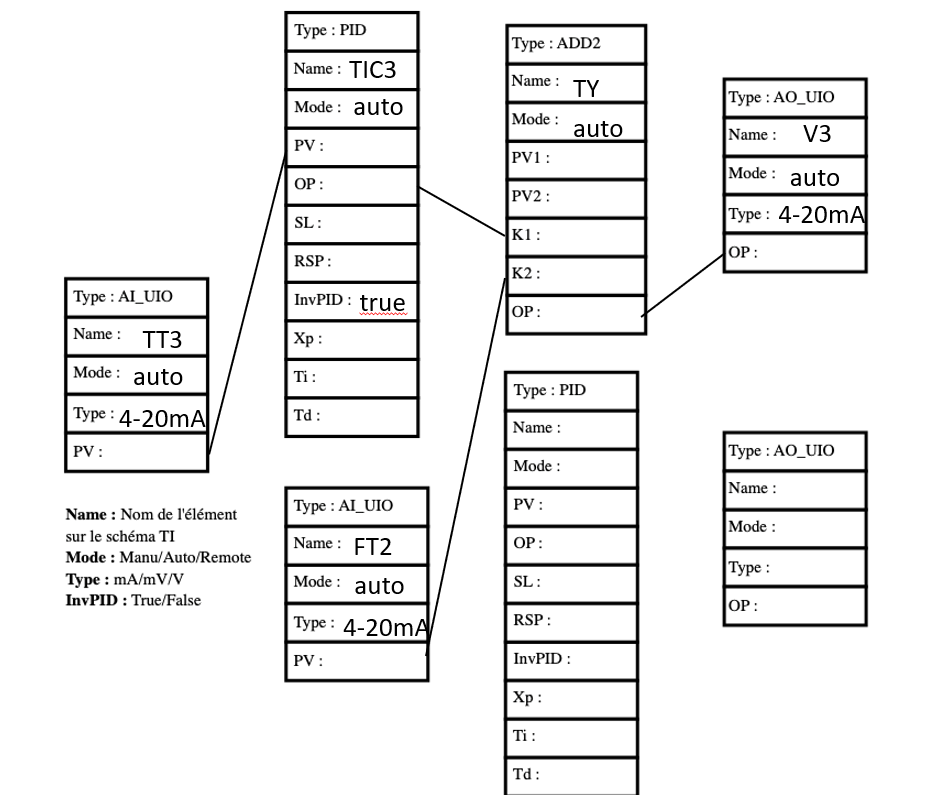 Type : PID
Name : TIC3
Mode : auto
PV :
OP :
SL :
RSP :
InvPID : true
Xp :
Ti :
Td :
Type : ADD2
Name : TY
Mode : auto
PV1 :
PV2 :
K1 :
K2 :
OP :
Type : AO_UIO
Name : V3
Mode : auto
Type : 4-20mA
OP :
Type : AI_UIO
Name : TT3
Mode : auto
Type : 4-20mA
PV :
Name : Nom de l'élément
sur le schéma TI
Mode : Manu/Auto/Remote
Type : mA/mV/V
InvPID : True/False
Type : AI_UIO
Name : FT2
Mode : auto
Type : 4-20mA
PV :
Type : PID
Name :
Mode :
PV :
OP :
SL :
RSP :
InvPID :
Xp :
Ti :
Td :
Type : AO_UIO
Name :
Mode :
Type :
OP :